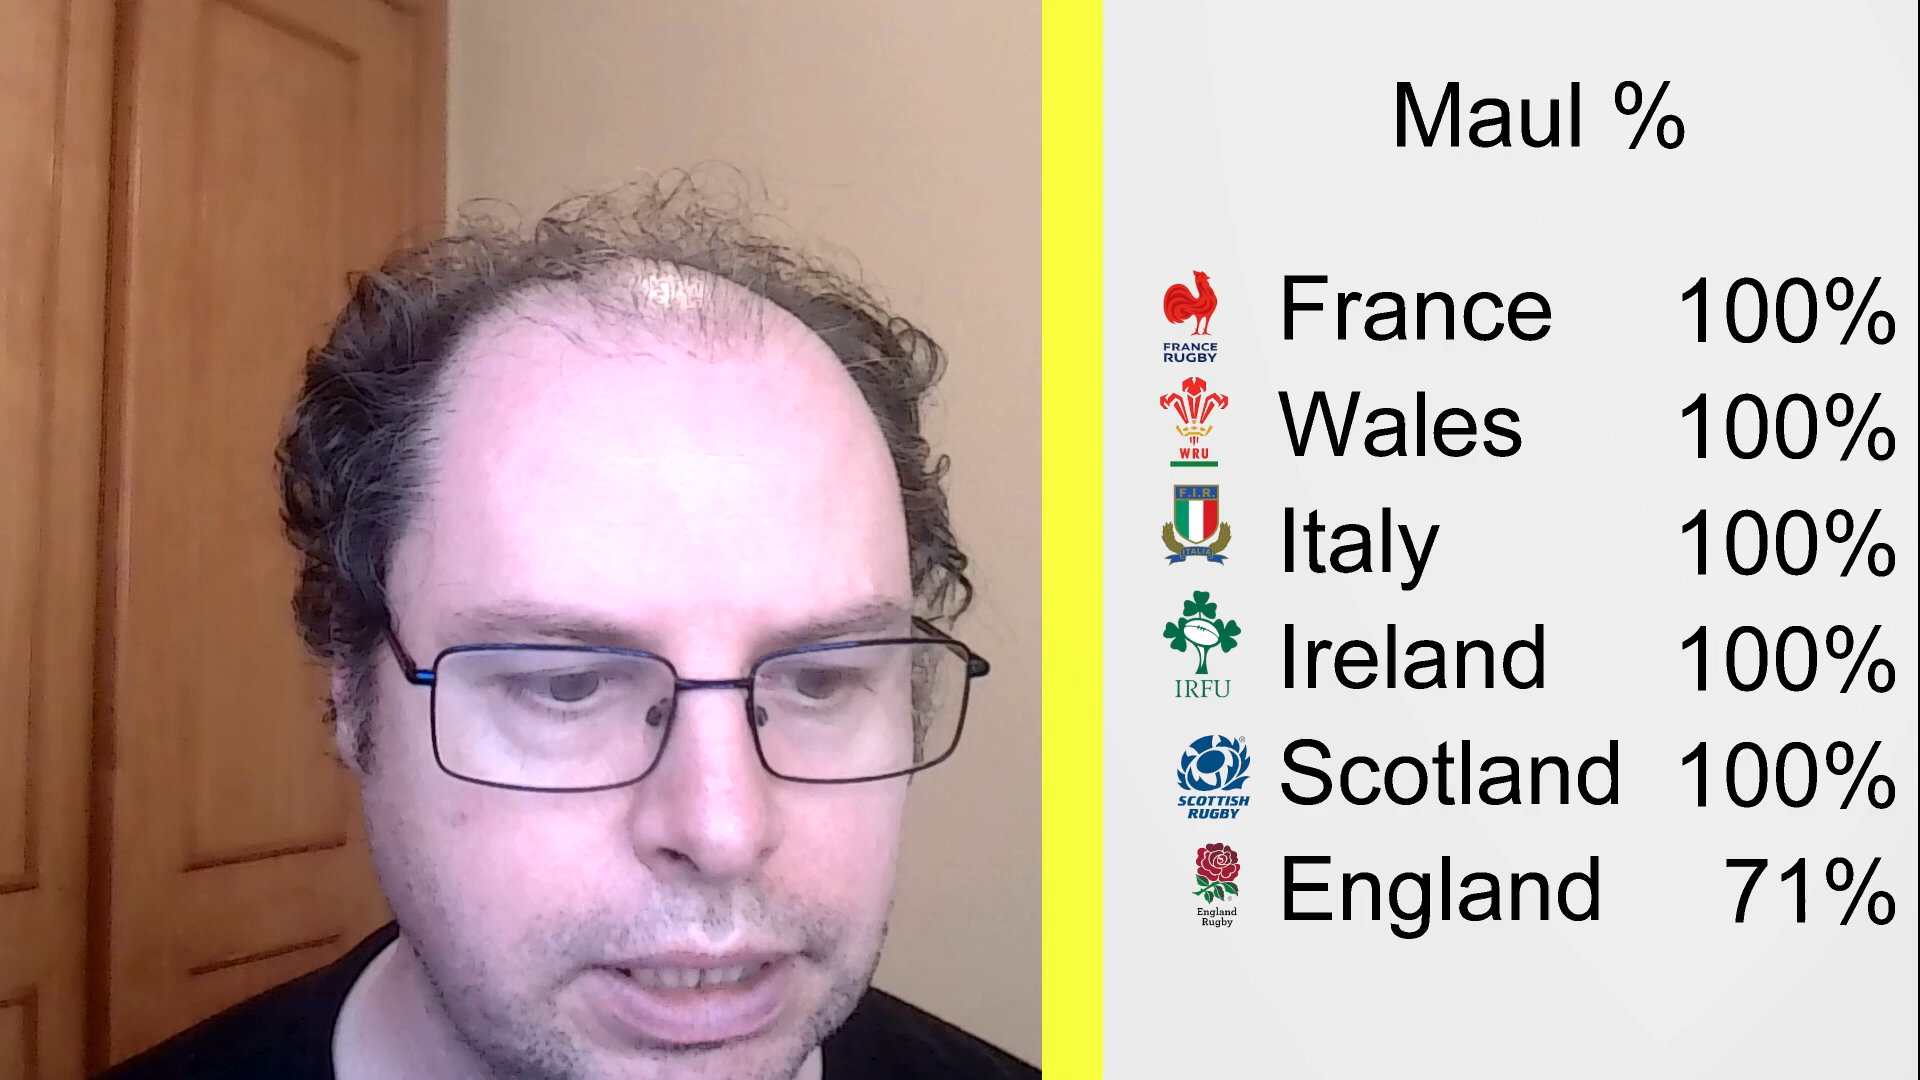 Maul %
FRANCE
RUGBY
France 100%
WRU
Wales 100%
F.I.R.
ITALIA
Italy 100%
IRFU
Ireland 100%
SCOTTISH
RUGBY
Scotland 100%
England
Rugby
England 71%